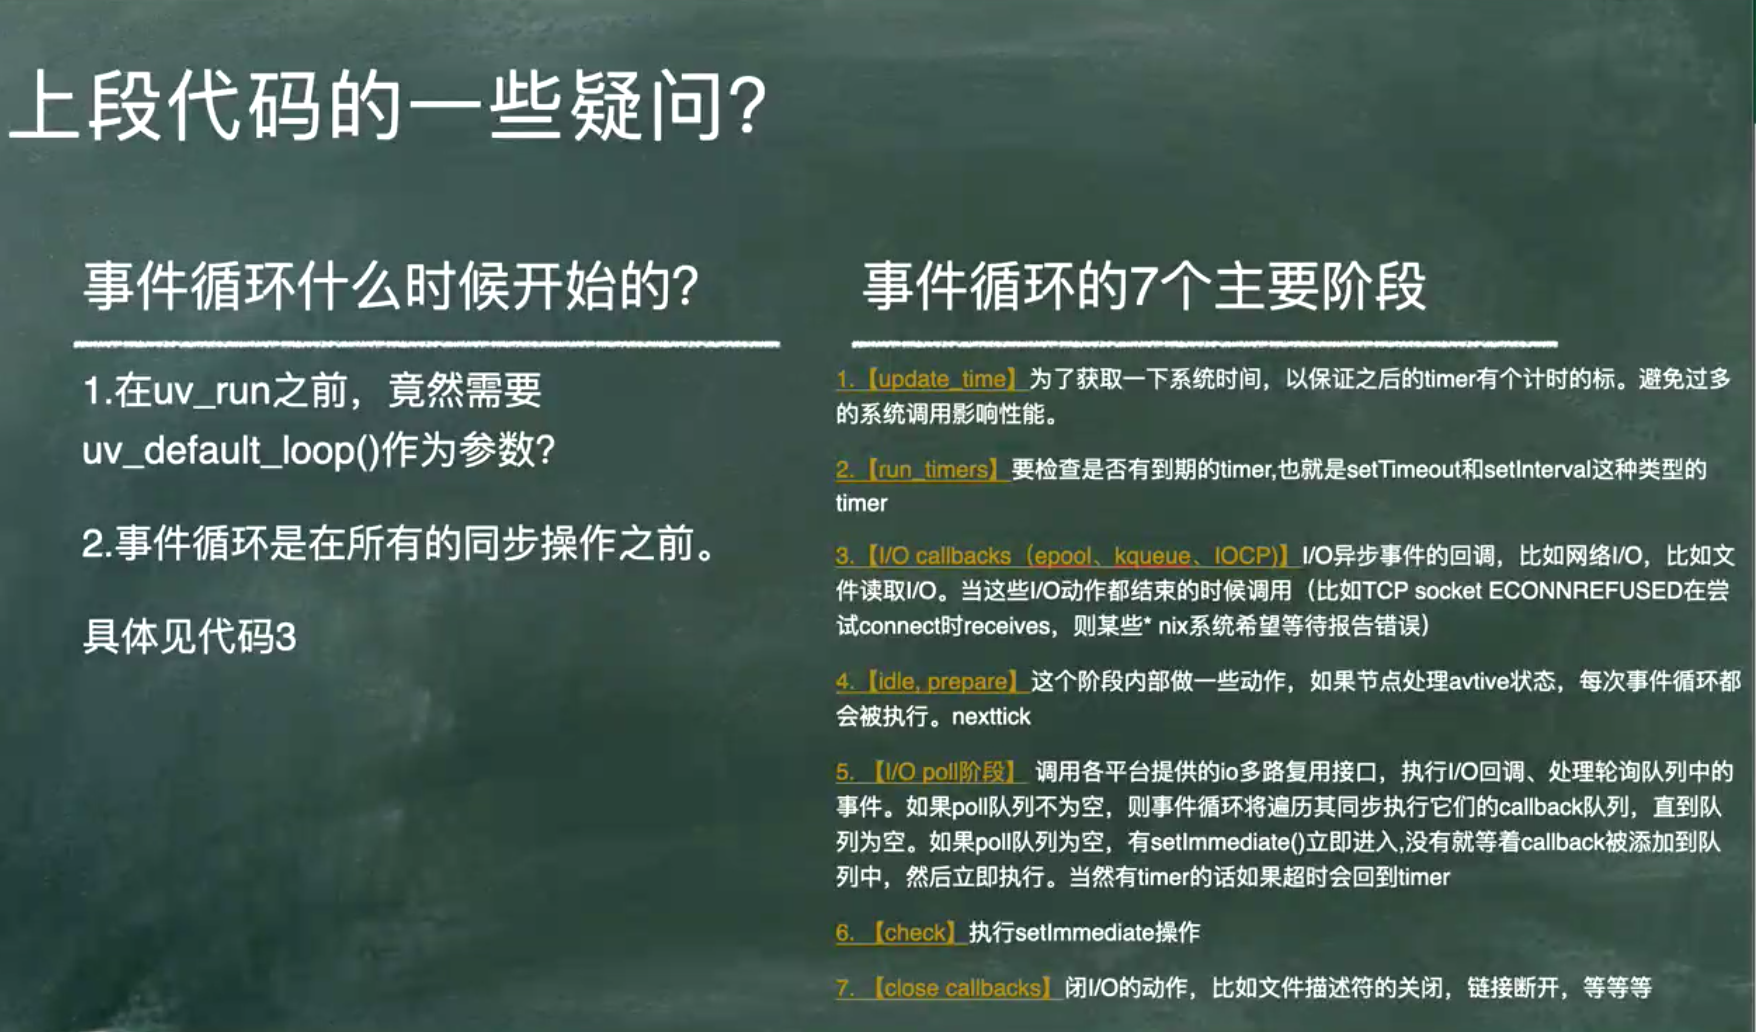 上段代码的一些疑问?
事件循环什么时候开始的?
1.在uv_run之前，竟然需要
uv_default_loop()作为参数?
2.事件循环是在所有的同步操作之前。
具体见代码3
事件循环的7个主要阶段
1.【update_time】为了获取一下系统时间，以保证之后的timer有个计时的标。避免过多
的系统调用影响性能。
2.【run_timers】要检查是否有到期的timer,也就是setTimeout和setInterval这种类型的
timer
3.【I/O callbacks（epool、kqueue、IOCP)】I/O异步事件的回调，比如网络I/O，比如文
件读取I/O。当这些I/O动作都结束的时候调用（比如TCP socket ECONNREFUSED在尝
试connect时receives，则某些* nix系统希望等待报告错误）
4.【idle, prepare】这个阶段内部做一些动作，如果节点处理avtive状态，每次事件循环都
会被执行。nexttick
5. 【I/O poll阶段】 调用各平台提供的io多路复用接口，执行I/O回调、处理轮询队列中的
事件。如果poll队列不为空，则事件循环将遍历其同步执行它们的callback队列，直到队
列为空。如果poll队列为空，有setImmediate()立即进入,没有就等着callback被添加到队
列中，然后立即执行。当然有timer的话如果超时会回到timer
6. 【check】执行setImmediate操作
7. 【close callbacks】闭I/O的动作，比如文件描述符的关闭，链接断开，等等等